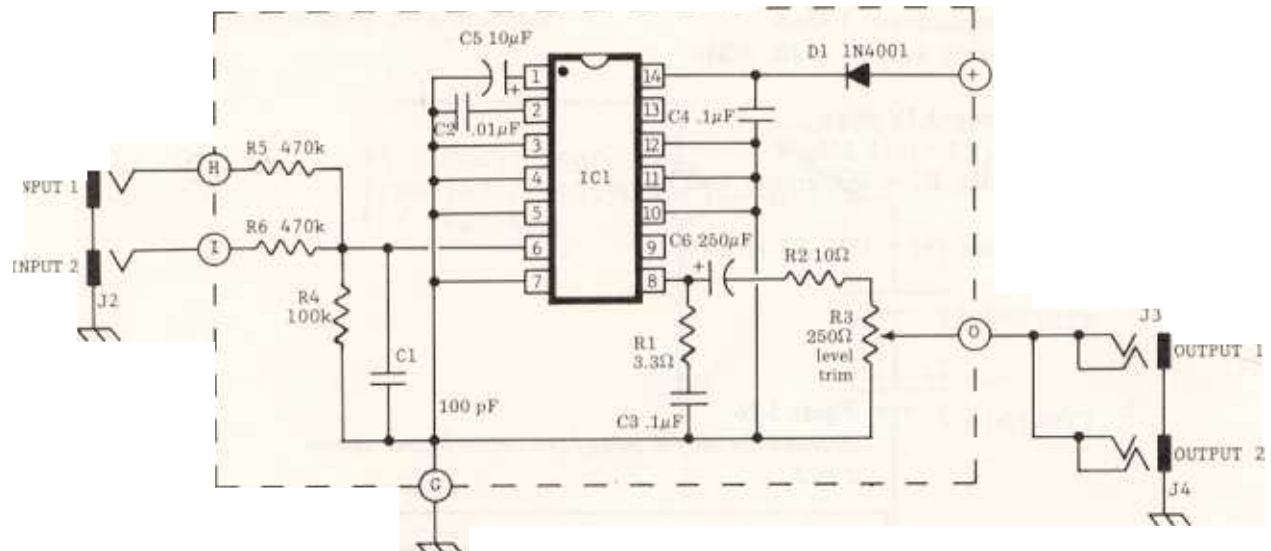 C5 10µF
D1 1N4001
+
1
14
2
13
C2 .01µF
C4 .1µF
3
12
R5 470k
H
NPUT 1
4
IC1
11
5
10
R6 470k
C6 250µF
I
6
9
INPUT 2
+
R2 10Ω
7
8
J2
R4
100k
R3
250Ω
level
trim
O
J3
R1
3.3Ω
OUTPUT 1
C1
100 pF
C3 .1µF
OUTPUT 2
G
J4
+